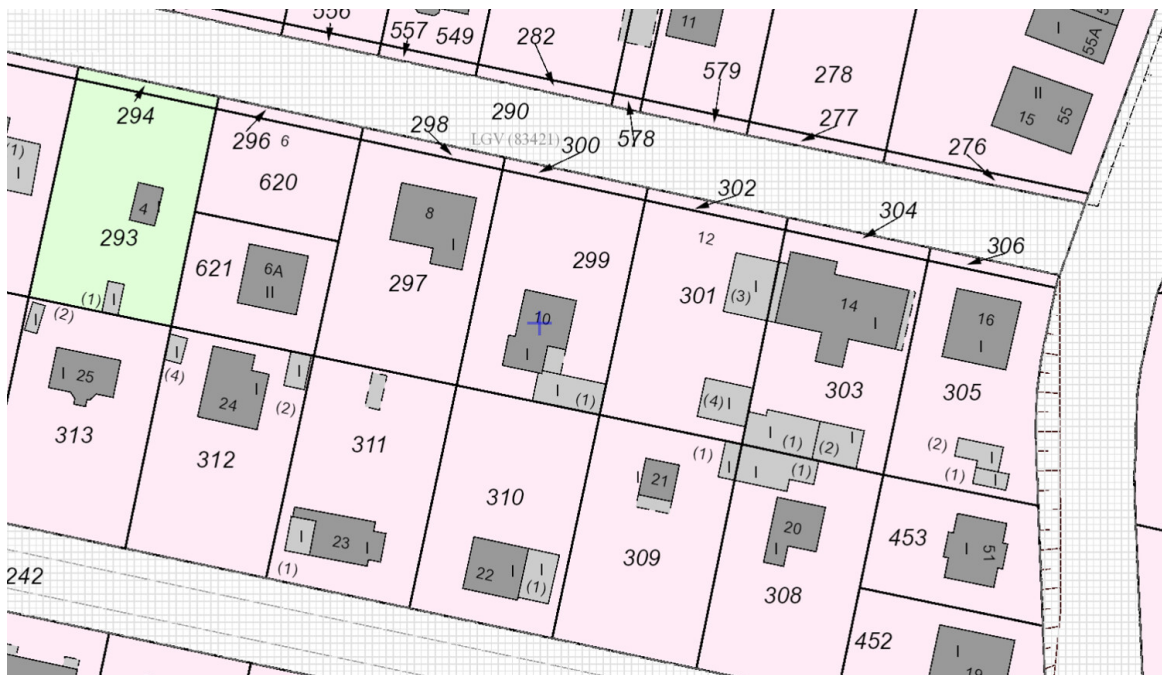 556
557
549
282
11
579
278
I
55A
II
15
55
294
296
6
298
290
LGV (83421)
300
578
277
276
(1)
I
4
293
620
8
I
302
304
306
621
6A
II
297
299
12
301
I
(3)
14
I
16
I
(1)
I
(2)
I
10
I
I
(1)
I
(4)
303
305
I
25
I
(4)
24
I
I
(2)
I
(4)
I
(1)
(2)
I
(2)
I
(1)
I
313
312
311
310
(1)
I
I
(1)
I
21
309
20
I
453
I
51
I
23
I
(1)
22
I
I
(1)
308
242
452
I
19